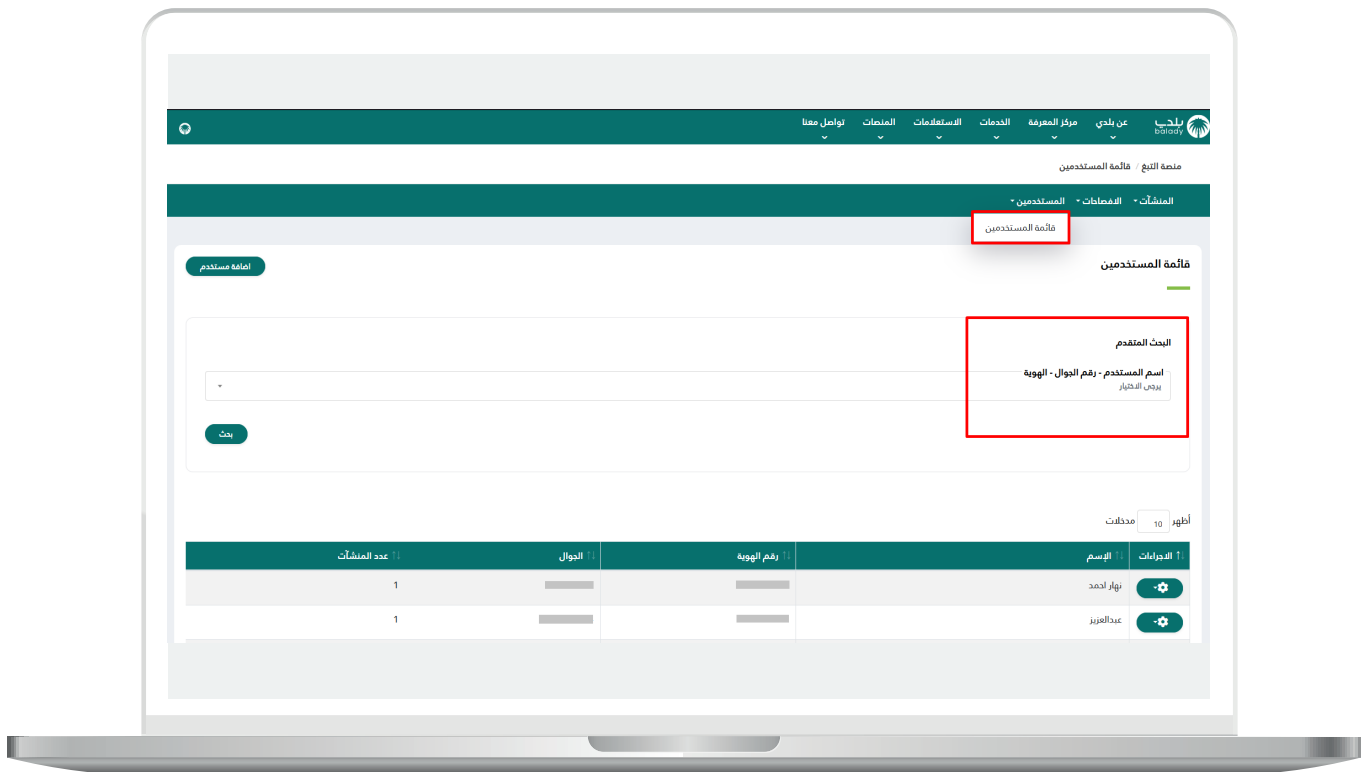 بلدي
balady
عن بلدي مركز المعرفة الخدمات الاستعلامات المنصات تواصل معنا
منصة التبغ / قائمة المستخدمين
المنشآت الافصاحات المستخدمين
قائمة المستخدمين
قائمة المستخدمين
اضافة مستخدم
البحث المتقدم
اسم المستخدم - رقم الجوال - الهوية
يرجى الاختيار
بحث
أظهر 10 مدخلات
الاجراءات الإسم رقم الهوية الجوال عدد المنشآت
نهار احمد 1
عبدالعزيز 1